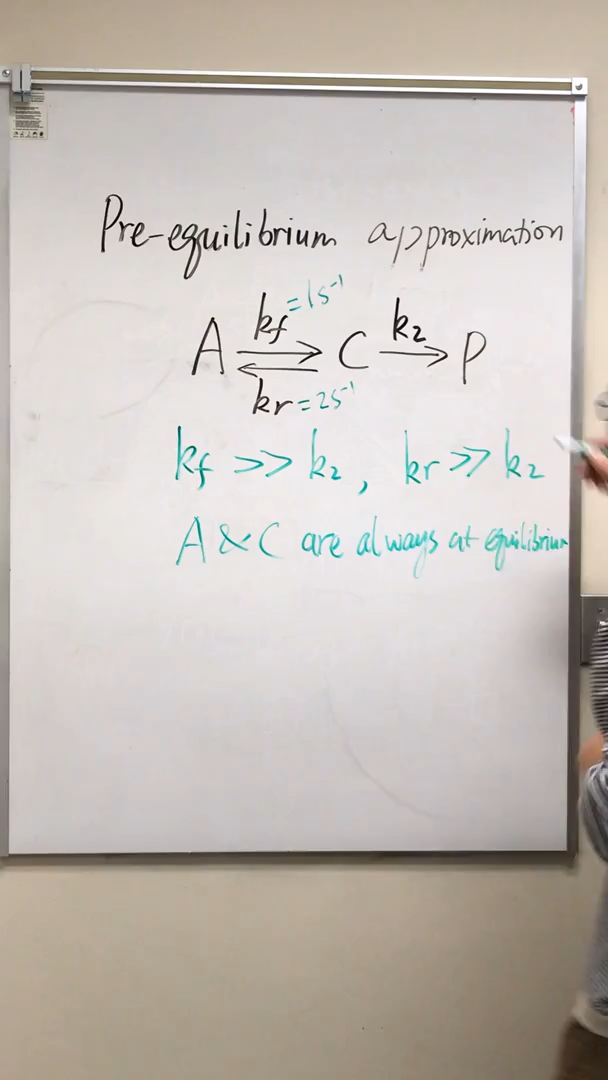 Pre-equilibrium approximation
kf =1s⁻¹ k2
A ⇌ C → P
kr =2s⁻¹
kf >> k2, kr >> k2
A & C are always at equilibrium